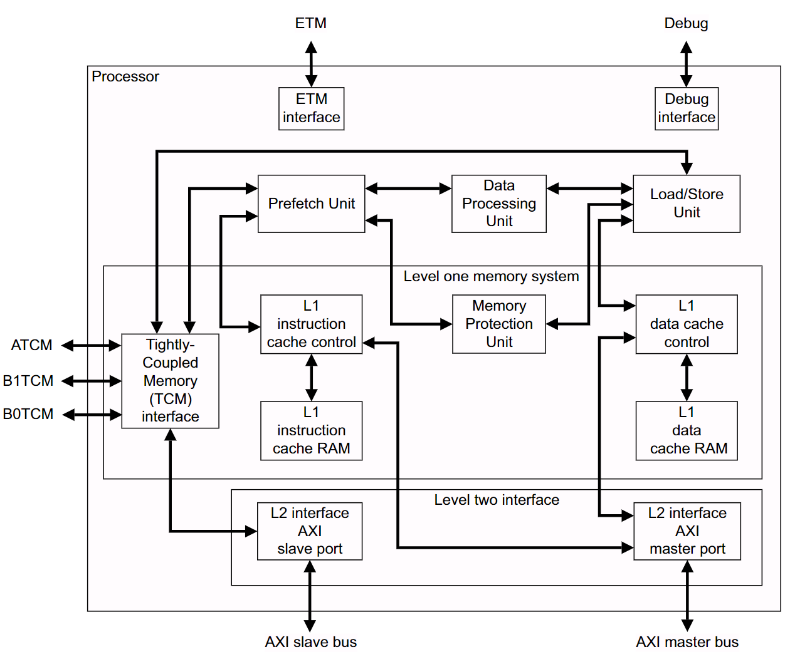 ETM
Debug
Processor
ETM
interface
Debug
interface
Prefetch Unit
Data
Processing
Unit
Load/Store
Unit
Level one memory system
L1
instruction
cache control
Memory
Protection
Unit
L1
data cache
control
ATCM
B1TCM
B0TCM
Tightly-
Coupled
Memory
(TCM)
interface
L1
instruction
cache RAM
L1
data
cache RAM
Level two interface
L2 interface
AXI
slave port
L2 interface
AXI
master port
AXI slave bus
AXI master bus